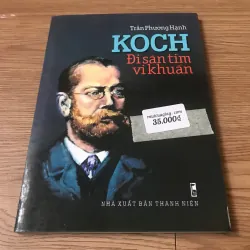 Trần Phương Hạnh
KOCH
Đi săn tìm
vi khuẩn
35.000đ
NHÀ XUẤT BẢN THANH NIÊN